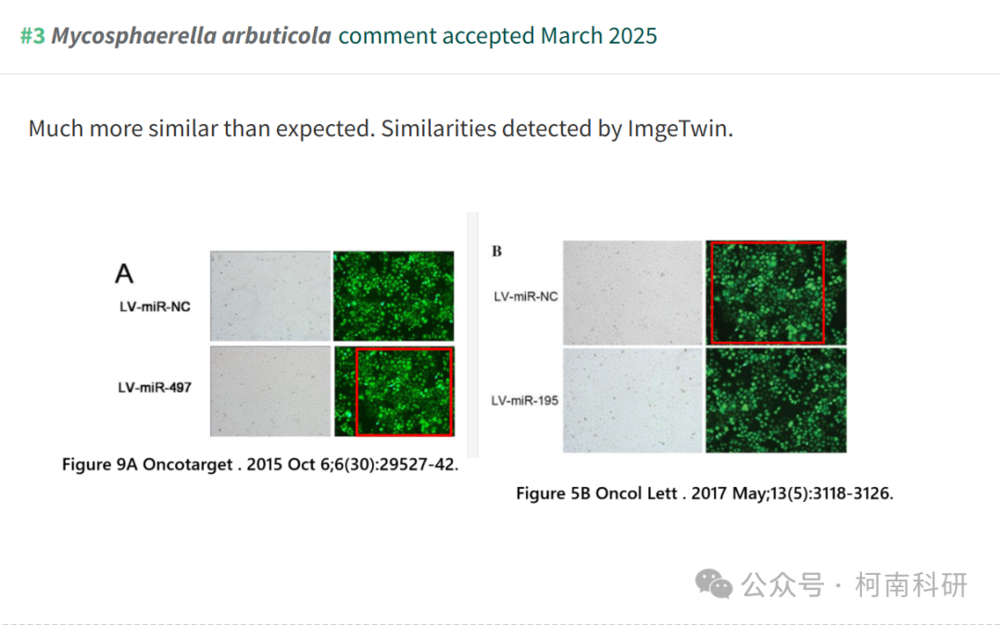 #3 Mycosphaerella arbuticola comment accepted March 2025
Much more similar than expected. Similarities detected by ImgeTwin.
A
LV-miR-NC
LV-miR-497
Figure 9A Oncotarget . 2015 Oct 6;6(30):29527-42.
B
LV-miR-NC
LV-miR-195
Figure 5B Oncol Lett . 2017 May;13(5):3118-3126.
公众号 · 柯南科研